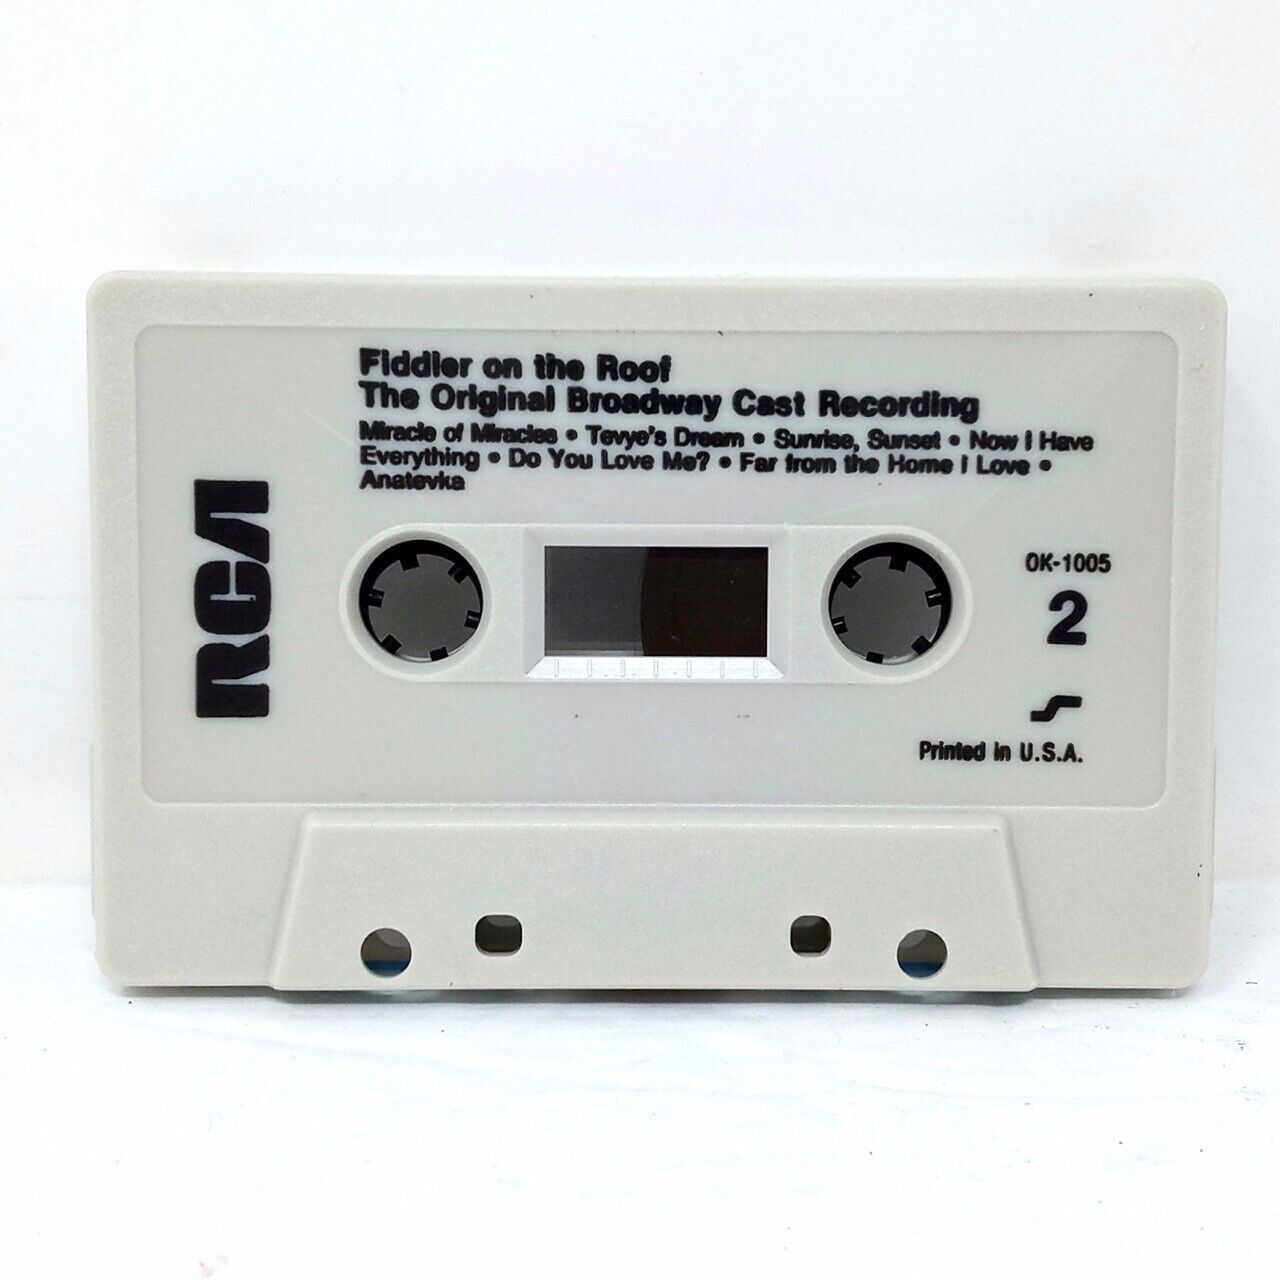 Fiddler on the Roof
The Original Broadway Cast Recording
Miracle of Miracles • Tevye's Dream • Sunrise, Sunset • Now I Have
Everything • Do You Love Me? • Far from the Home I Love •
Anatevka
RCA
OK-1005
2
Printed in U.S.A.